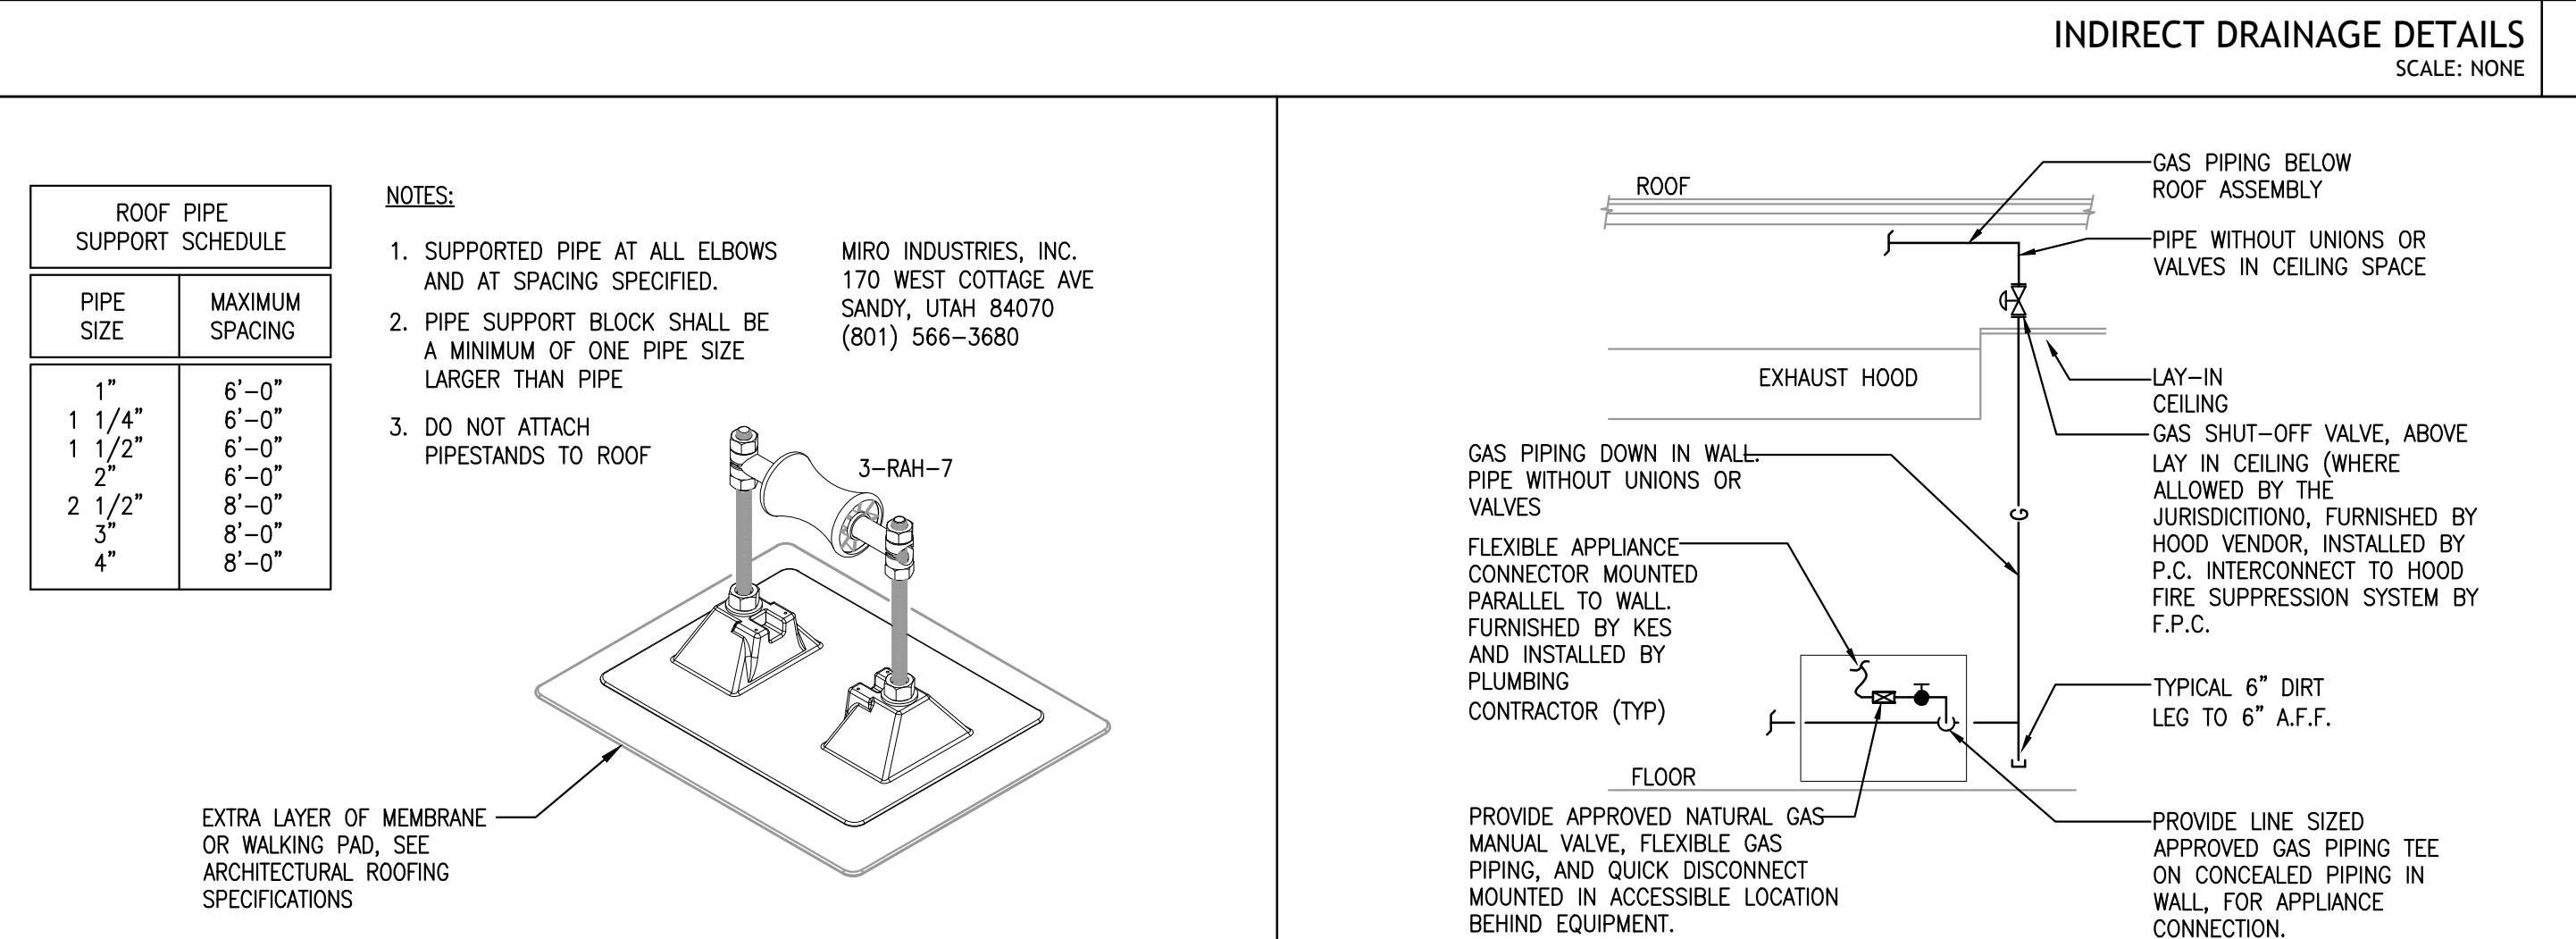 INDIRECT DRAINAGE DETAILS
SCALE: NONE
ROOF PIPE
SUPPORT SCHEDULE
PIPE
SIZE
MAXIMUM
SPACING
1" 6'-0"
1 1/4" 6'-0"
1 1/2" 6'-0"
2" 6'-0"
2 1/2" 8'-0"
3" 8'-0"
4" 8'-0"
NOTES:
1. SUPPORTED PIPE AT ALL ELBOWS
AND AT SPACING SPECIFIED.
2. PIPE SUPPORT BLOCK SHALL BE
A MINIMUM OF ONE PIPE SIZE
LARGER THAN PIPE
3. DO NOT ATTACH
PIPESTANDS TO ROOF
MIRO INDUSTRIES, INC.
170 WEST COTTAGE AVE
SANDY, UTAH 84070
(801) 566-3680
3-RAH-7
EXTRA LAYER OF MEMBRANE
OR WALKING PAD, SEE
ARCHITECTURAL ROOFING
SPECIFICATIONS
ROOF
GAS PIPING BELOW
ROOF ASSEMBLY
PIPE WITHOUT UNIONS OR
VALVES IN CEILING SPACE
EXHAUST HOOD
LAY-IN
CEILING
GAS SHUT-OFF VALVE, ABOVE
LAY IN CEILING (WHERE
ALLOWED BY THE
JURISDICITION0, FURNISHED BY
HOOD VENDOR, INSTALLED BY
P.C. INTERCONNECT TO HOOD
FIRE SUPPRESSION SYSTEM BY
F.P.C.
GAS PIPING DOWN IN WALL.
PIPE WITHOUT UNIONS OR
VALVES
G
FLEXIBLE APPLIANCE
CONNECTOR MOUNTED
PARALLEL TO WALL.
FURNISHED BY KES
AND INSTALLED BY
PLUMBING
CONTRACTOR (TYP)
TYPICAL 6" DIRT
LEG TO 6" A.F.F.
FLOOR
PROVIDE APPROVED NATURAL GAS
MANUAL VALVE, FLEXIBLE GAS
PIPING, AND QUICK DISCONNECT
MOUNTED IN ACCESSIBLE LOCATION
BEHIND EQUIPMENT.
PROVIDE LINE SIZED
APPROVED GAS PIPING TEE
ON CONCEALED PIPING IN
WALL, FOR APPLIANCE
CONNECTION.